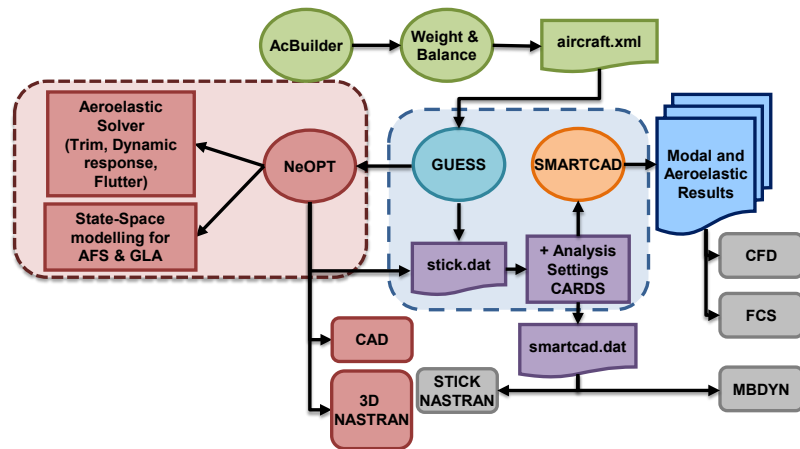 AcBuilder
Weight &
Balance
aircraft.xml
Aeroelastic
Solver
(Trim, Dynamic
response,
Flutter)
NeOPT
GUESS
SMARTCAD
Modal and
Aeroelastic
Results
State-Space
modelling for
AFS & GLA
stick.dat
+ Analysis
Settings
CARDS
CFD
FCS
CAD
smartcad.dat
3D
NASTRAN
STICK
NASTRAN
MBDYN